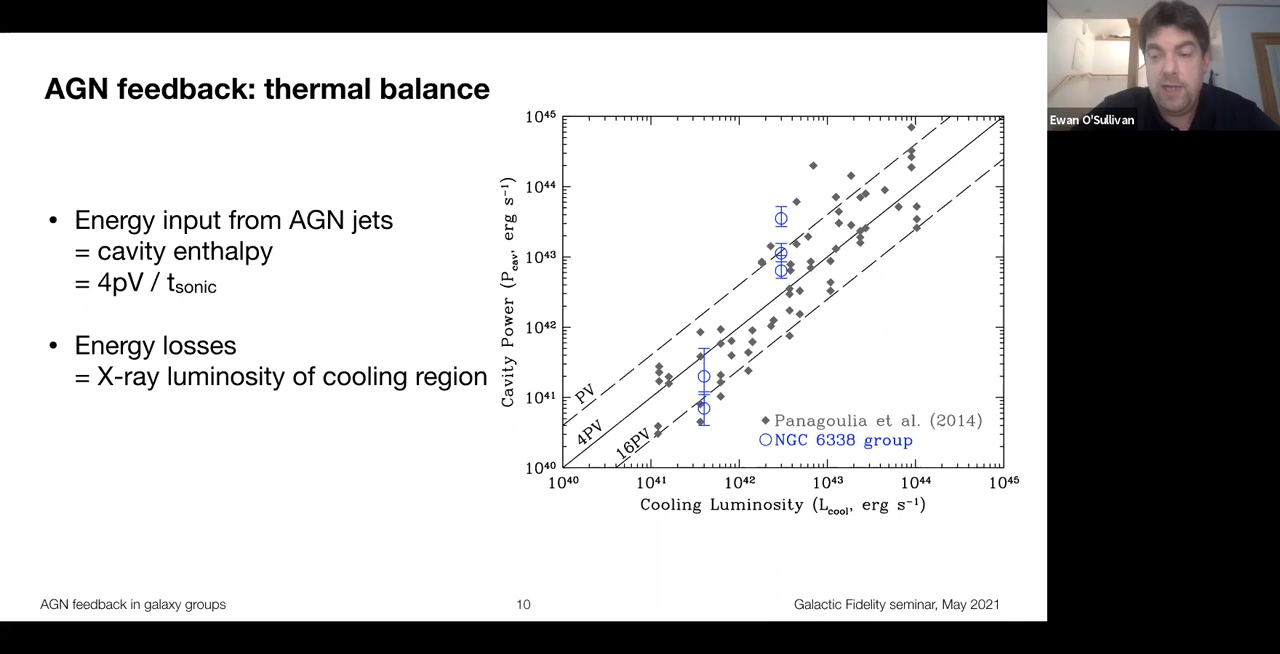 AGN feedback: thermal balance
• Energy input from AGN jets
= cavity enthalpy
= 4pV / tsonic
• Energy losses
= X-ray luminosity of cooling region
Cavity Power (Pcav, erg s⁻¹)
10⁴⁵
10⁴⁴
10⁴³
10⁴²
10⁴¹
10⁴⁰
PV
4PV
16PV
Panagoulia et al. (2014)
NGC 6338 group
10⁴⁰ 10⁴¹ 10⁴² 10⁴³ 10⁴⁴ 10⁴⁵
Cooling Luminosity (Lcool, erg s⁻¹)
AGN feedback in galaxy groups
10
Galactic Fidelity seminar, May 2021
Ewan O'Sullivan